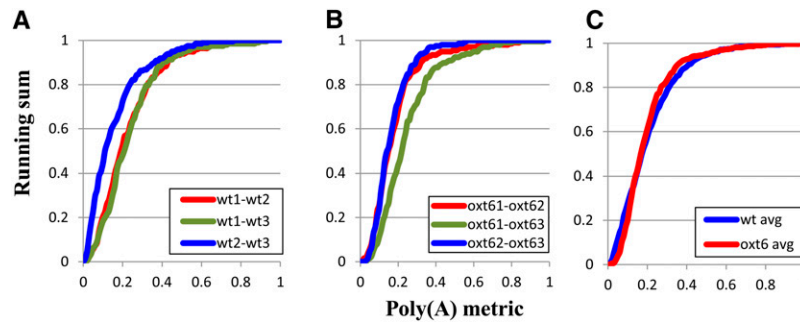 A
B
C
Running sum
1
0.8
0.6
0.4
0.2
0
0 0.2 0.4 0.6 0.8 1
wt1-wt2
wt1-wt3
wt2-wt3
1
0.8
0.6
0.4
0.2
0
0 0.2 0.4 0.6 0.8 1
oxt61-oxt62
oxt61-oxt63
oxt62-oxt63
1
0.8
0.6
0.4
0.2
0
0 0.2 0.4 0.6 0.8
wt avg
oxt6 avg
Poly(A) metric